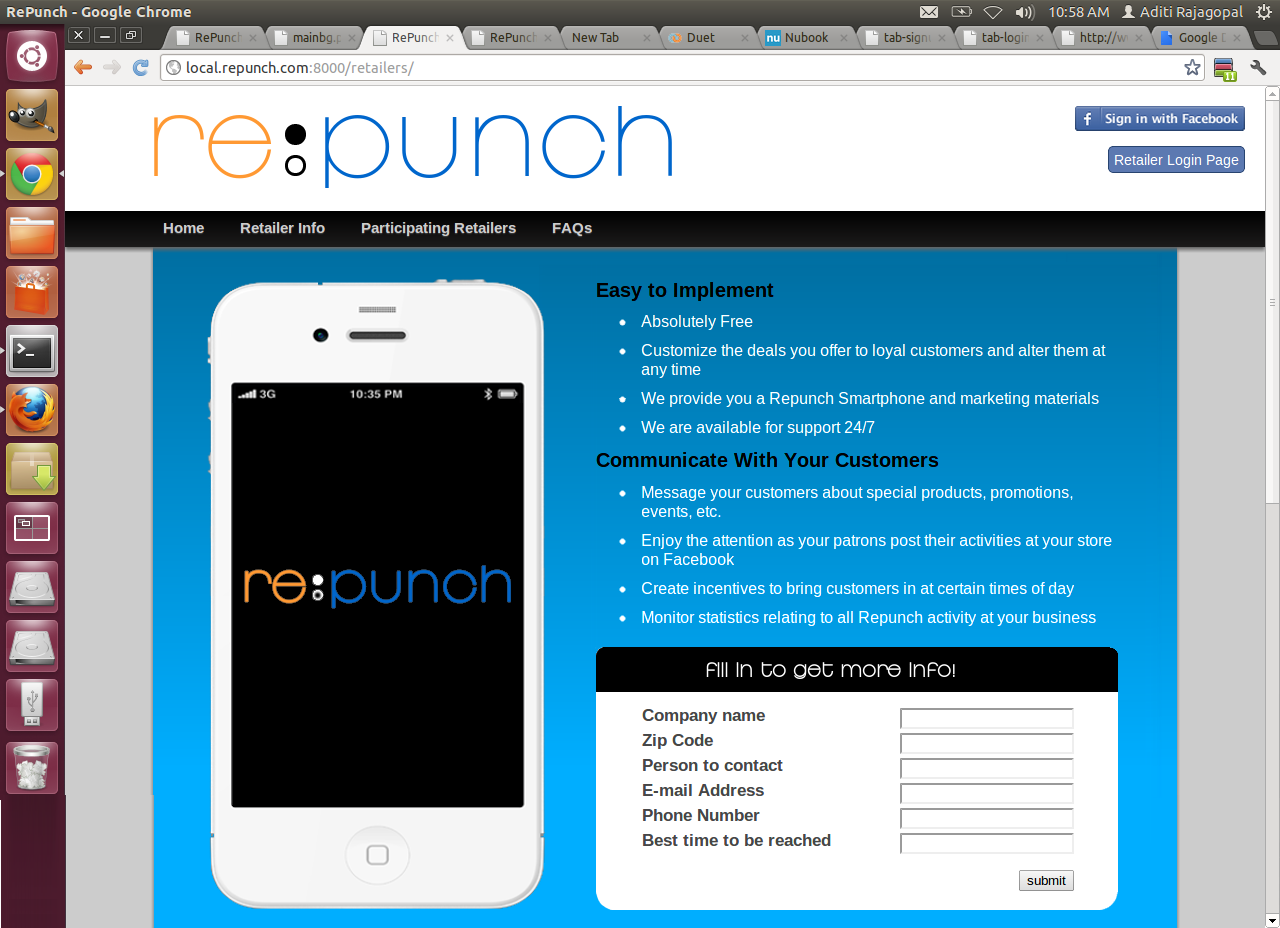 RePunch - Google Chrome
10:58 AM Aditi Rajagopal
RePunch mainbg.p RePunch RePunch New Tab Duet nu Nubook tab-sign tab-login Google
local.repunch.com:8000/retailers/
11
re:punch
f Sign in with Facebook
Retailer Login Page
Home Retailer Info Participating Retailers FAQs
3G 10:35 PM
re:punch
Easy to Implement
Absolutely Free
Customize the deals you offer to loyal customers and alter them at
any time
We provide you a Repunch Smartphone and marketing materials
We are available for support 24/7
Communicate With Your Customers
Message your customers about special products, promotions,
events, etc.
Enjoy the attention as your patrons post their activities at your store
on Facebook
Create incentives to bring customers in at certain times of day
Monitor statistics relating to all Repunch activity at your business
fill in to get more info!
Company name
Zip Code
Person to contact
E-mail Address
Phone Number
Best time to be reached
submit